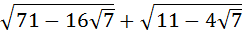 √(71 − 16√7) + √(11 − 4√7)